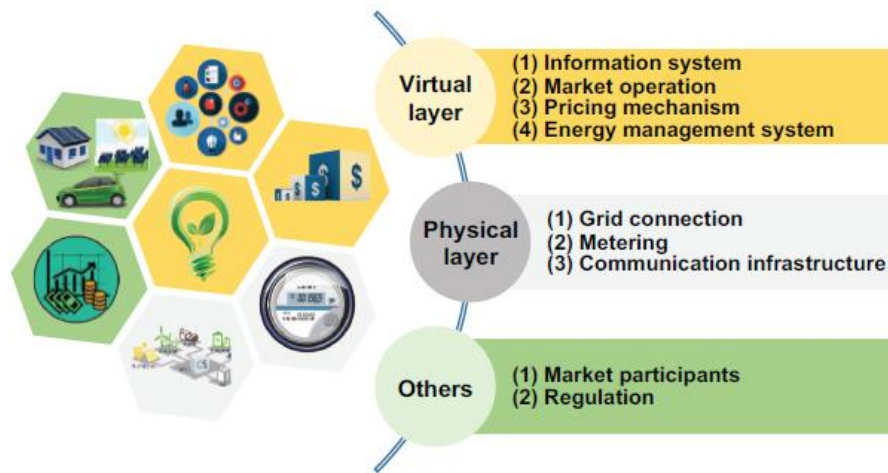 Virtual
layer
(1) Information system
(2) Market operation
(3) Pricing mechanism
(4) Energy management system
Physical
layer
(1) Grid connection
(2) Metering
(3) Communication infrastructure
Others
(1) Market participants
(2) Regulation
$
$
$